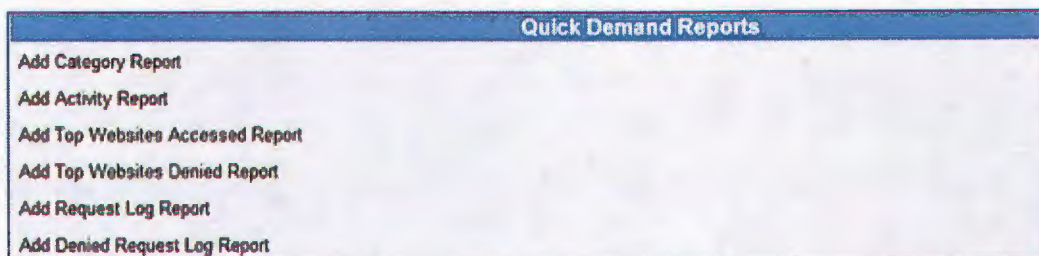 Quick Demand Reports
Add Category Report
Add Activity Report
Add Top Websites Accessed Report
Add Top Websites Denied Report
Add Request Log Report
Add Denied Request Log Report